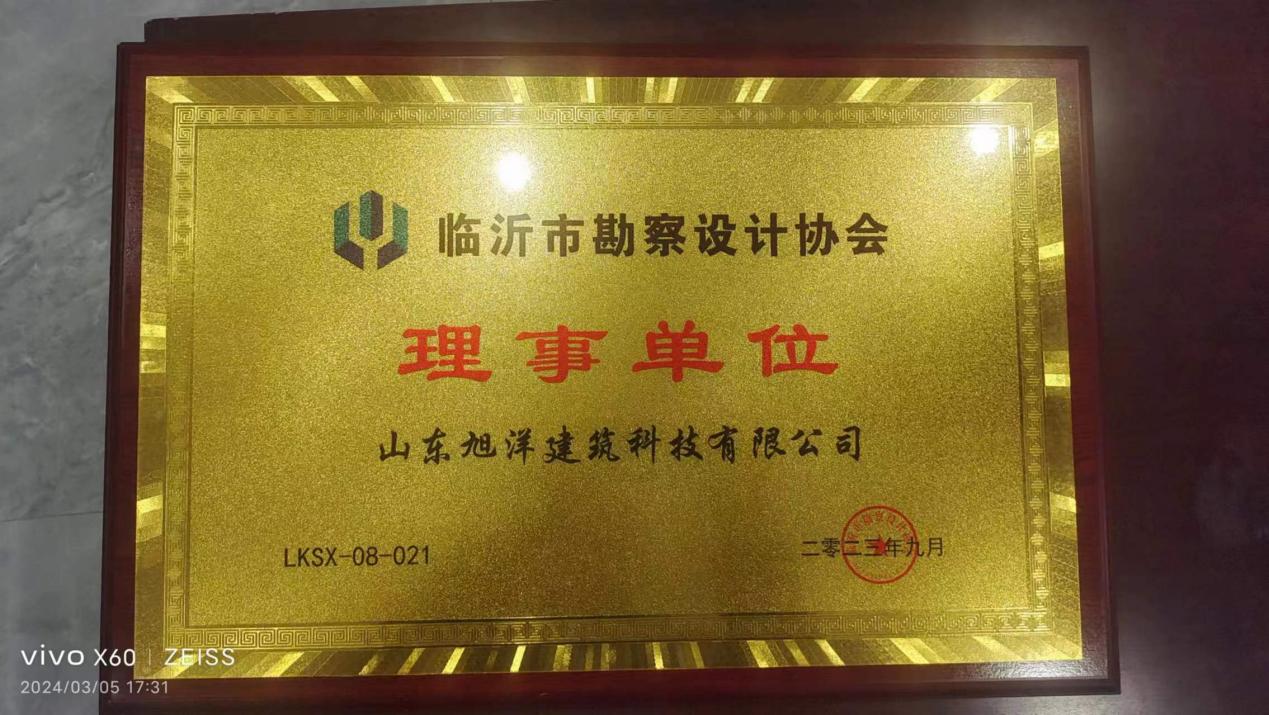 临沂市勘察设计协会
理事单位
山东旭洋建筑科技有限公司
LKSX-08-021
二零二三年九月
vivo X60 | ZEISS
2024/03/05 17:31